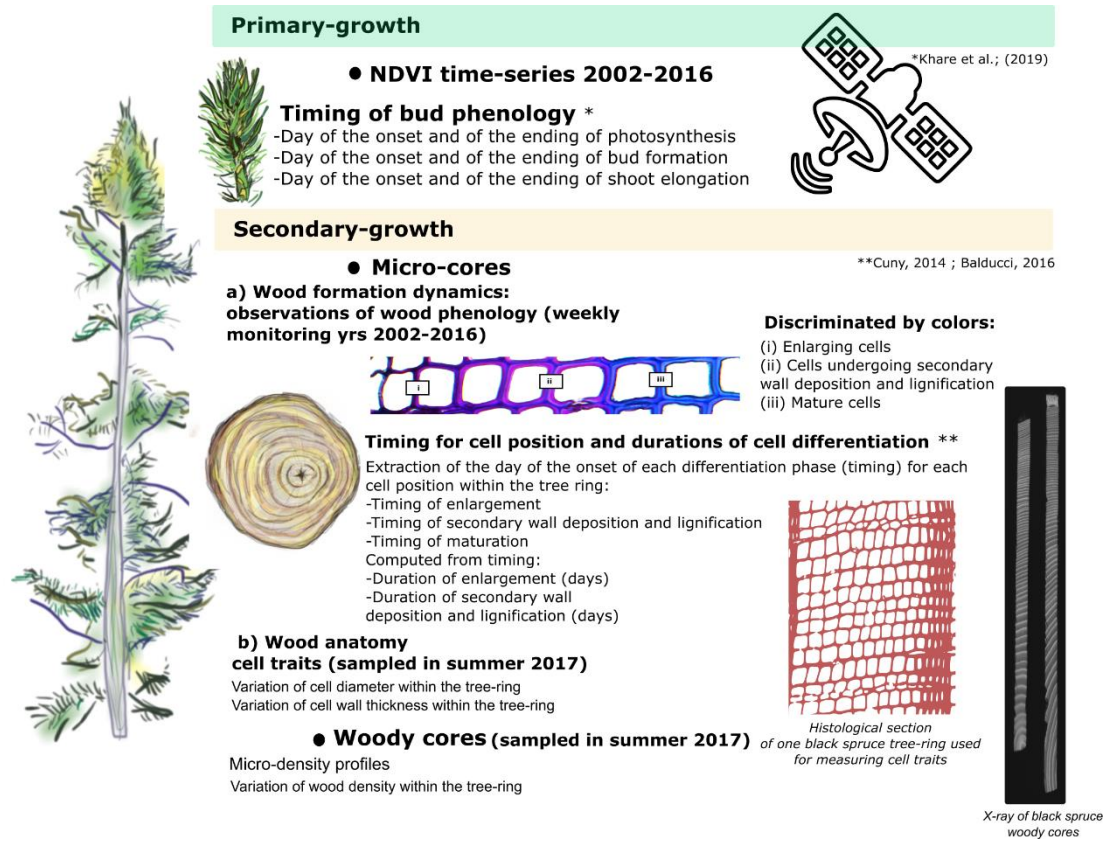 Primary-growth
*Khare et al.; (2019)
● NDVI time-series 2002-2016
Timing of bud phenology *
-Day of the onset and of the ending of photosynthesis
-Day of the onset and of the ending of bud formation
-Day of the onset and of the ending of shoot elongation
Secondary-growth
**Cuny, 2014 ; Balducci, 2016
● Micro-cores
a) Wood formation dynamics:
observations of wood phenology (weekly
monitoring yrs 2002-2016)
Discriminated by colors:
(i) Enlarging cells
(ii) Cells undergoing secondary
wall deposition and lignification
(iii) Mature cells
i
ii
iii
Timing for cell position and durations of cell differentiation **
Extraction of the day of the onset of each differentiation phase (timing) for each
cell position within the tree ring:
-Timing of enlargement
-Timing of secondary wall deposition and lignification
-Timing of maturation
Computed from timing:
-Duration of enlargement (days)
-Duration of secondary wall
deposition and lignification (days)
b) Wood anatomy
cell traits (sampled in summer 2017)
Variation of cell diameter within the tree-ring
Variation of cell wall thickness within the tree-ring
Histological section
of one black spruce tree-ring used
for measuring cell traits
● Woody cores (sampled in summer 2017)
Micro-density profiles
Variation of wood density within the tree-ring
X-ray of black spruce
woody cores